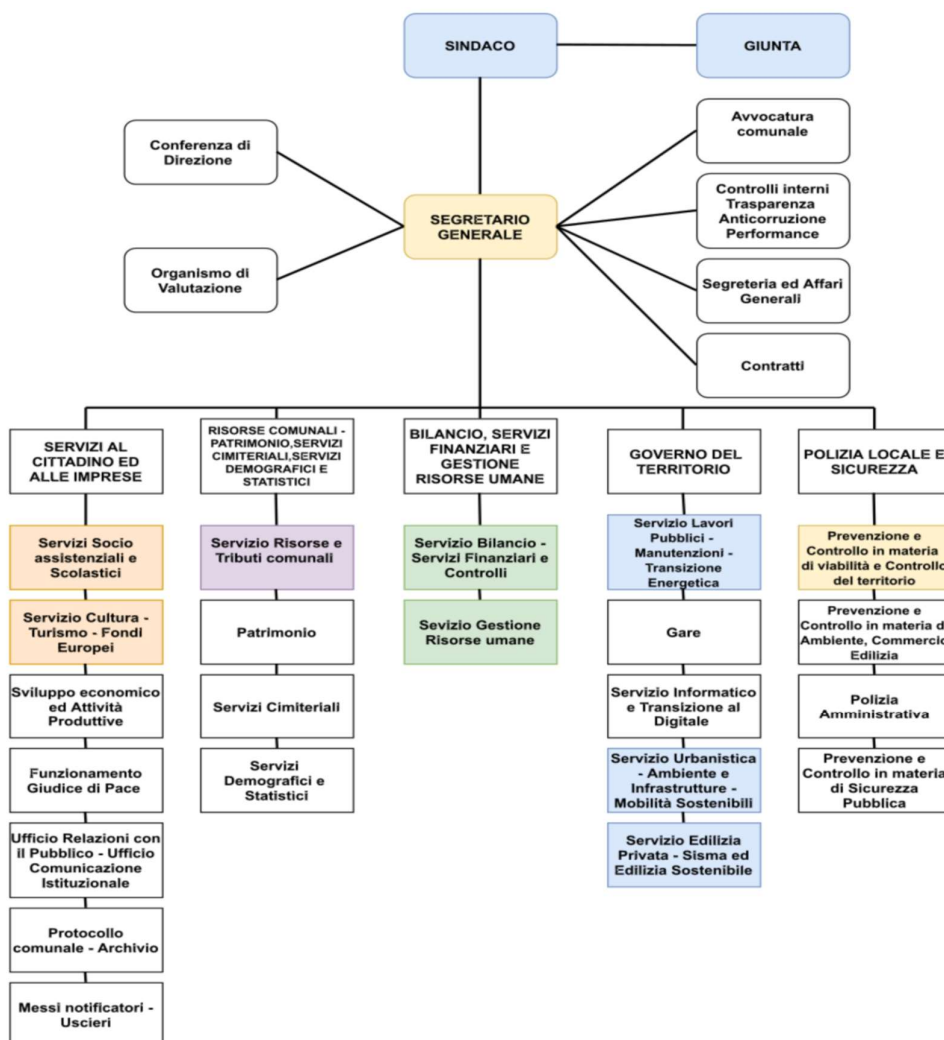 SINDACO
GIUNTA
Conferenza di
Direzione
Organismo di
Valutazione
SEGRETARIO
GENERALE
Avvocatura
comunale
Controlli interni
Trasparenza
Anticorruzione
Performance
Segreteria ed Affari
Generali
Contratti
SERVIZI AL
CITTADINO ED
ALLE IMPRESE
Servizi Socio
assistenziali e
Scolastici
Servizio Cultura -
Turismo - Fondi
Europei
Sviluppo economico
ed Attività
Produttive
Funzionamento
Giudice di Pace
Ufficio Relazioni con
il Pubblico - Ufficio
Comunicazione
Istituzionale
Protocollo
comunale - Archivio
Messi notificatori -
Uscieri
RISORSE COMUNALI -
PATRIMONIO,SERVIZI
CIMITERIALI,SERVIZI
DEMOGRAFICI E
STATISTICI
Servizio Risorse e
Tributi comunali
Patrimonio
Servizi Cimiteriali
Servizi
Demografici e
Statistici
BILANCIO, SERVIZI
FINANZIARI E
GESTIONE
RISORSE UMANE
Servizio Bilancio -
Servizi Finanziari e
Controlli
Sevizio Gestione
Risorse umane
GOVERNO DEL
TERRITORIO
Servizio Lavori
Pubblici -
Manutenzioni -
Transizione
Energetica
Gare
Servizio Informatico
e Transizione al
Digitale
Servizio Urbanistica
- Ambiente e
Infrastrutture -
Mobilità Sostenibili
Servizio Edilizia
Privata - Sisma ed
Edilizia Sostenibile
POLIZIA LOCALE E
SICUREZZA
Prevenzione e
Controllo in materia
di viabilità e Controllo
del territorio
Prevenzione e
Controllo in materia d
Ambiente, Commercio
Edilizia
Polizia
Amministrativa
Prevenzione e
Controllo in materia
di Sicurezza
Pubblica